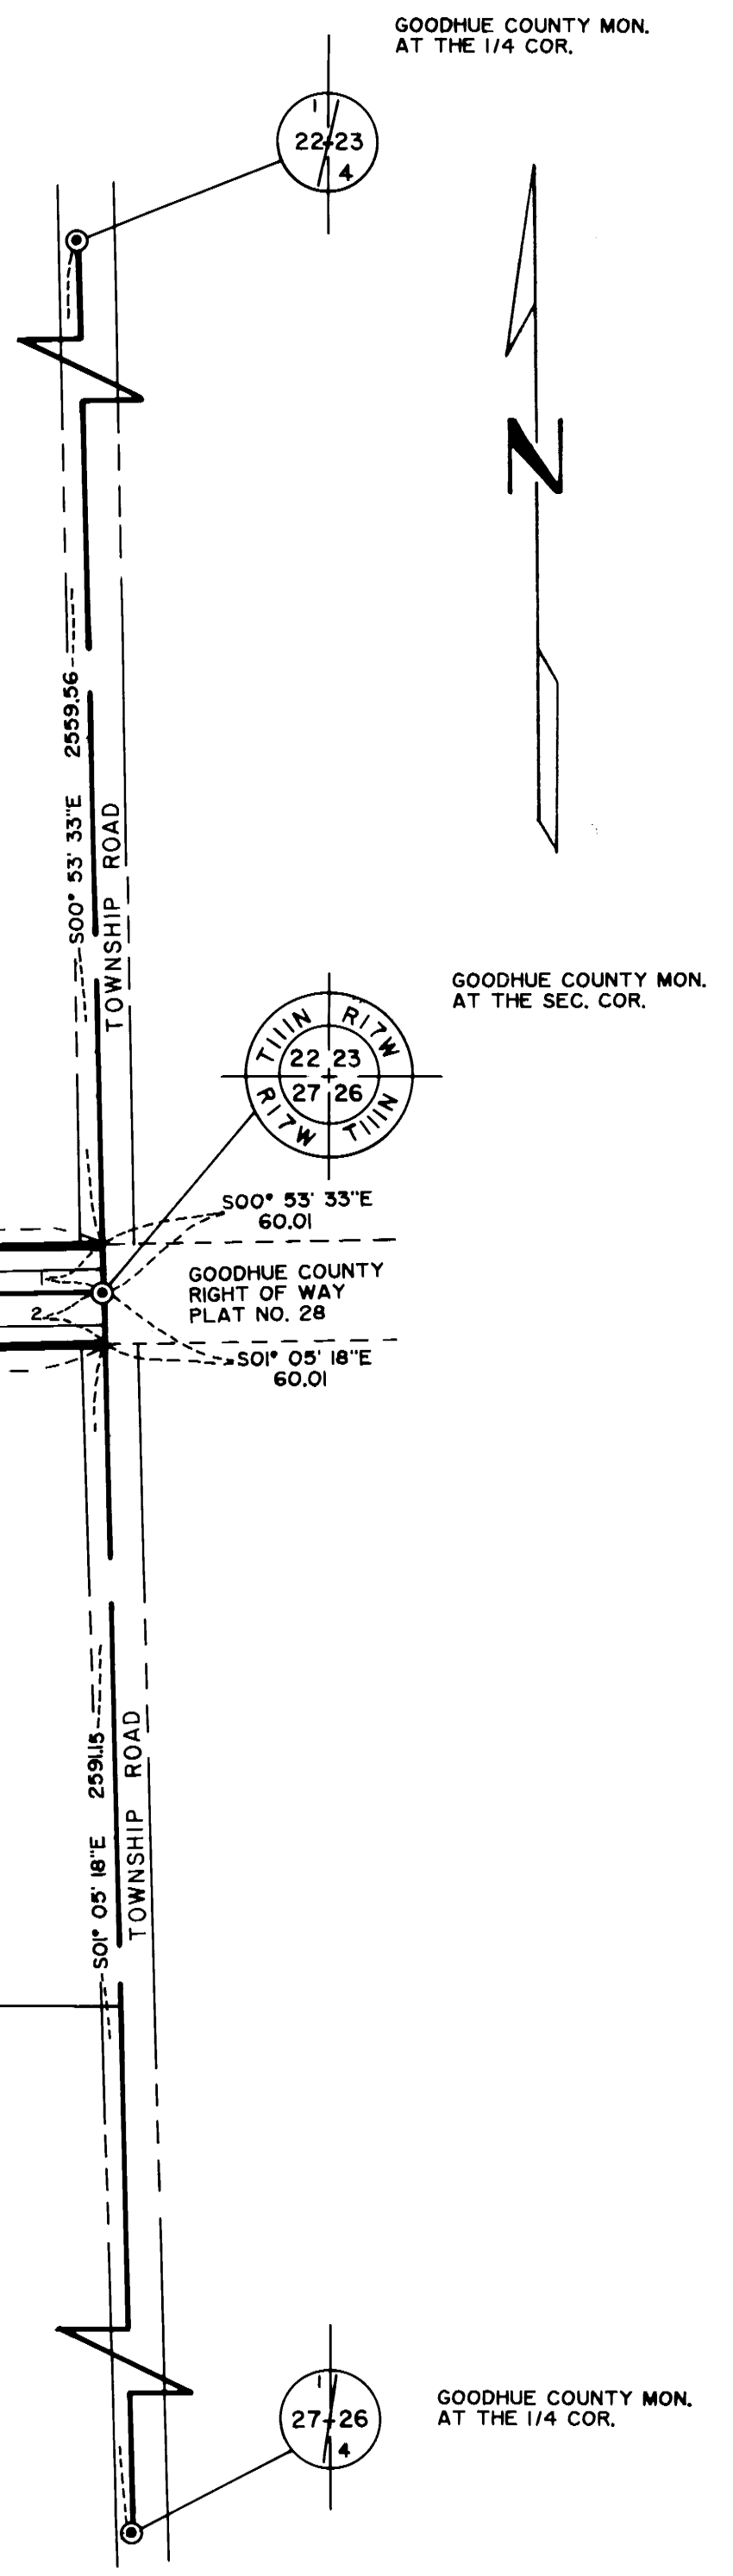 GOODHUE COUNTY MON.
AT THE 1/4 COR.
1
22 23
4
N
S00° 53' 33"E 2559.56
TOWNSHIP ROAD
GOODHUE COUNTY MON.
AT THE SEC. COR.
T111N R17W
22 23
27 26
R17W T111N
S00° 53' 33"E
60.01
1
GOODHUE COUNTY
RIGHT OF WAY
PLAT NO. 28
2
S01° 05' 18"E
60.01
S01° 05' 18"E 2591.15
TOWNSHIP ROAD
1
27 26
4
GOODHUE COUNTY MON.
AT THE 1/4 COR.